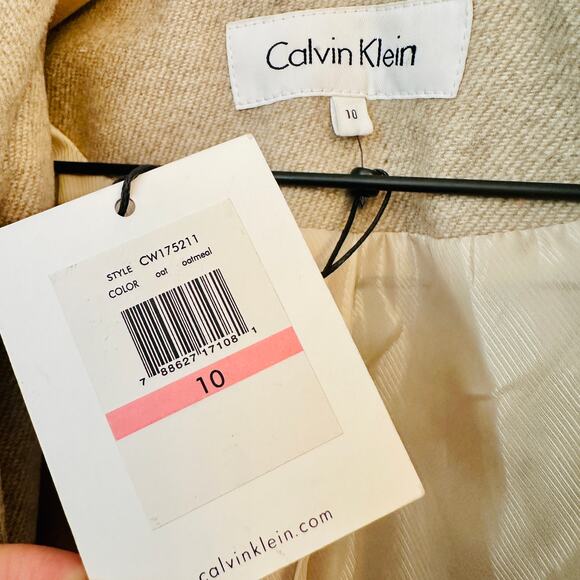 Calvin Klein
10
STYLE CW175211
COLOR oat oatmeal
7 88627 17108 1
10
calvinklein.com